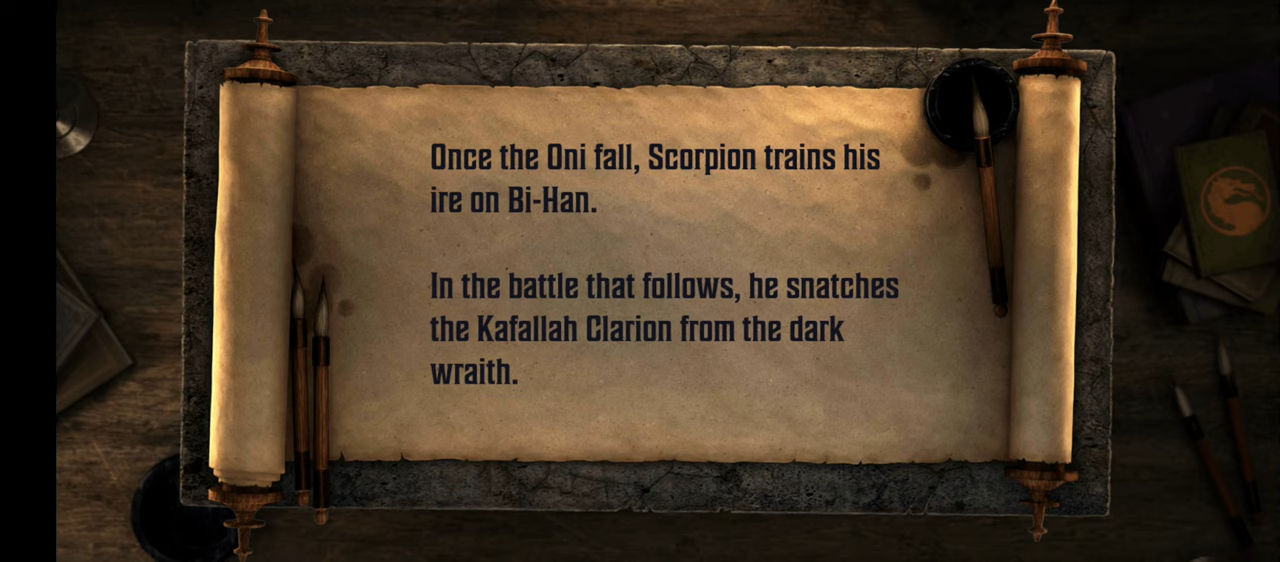 Once the Oni fall, Scorpion trains his
ire on Bi-Han.
In the battle that follows, he snatches
the Kafallah Clarion from the dark
wraith.